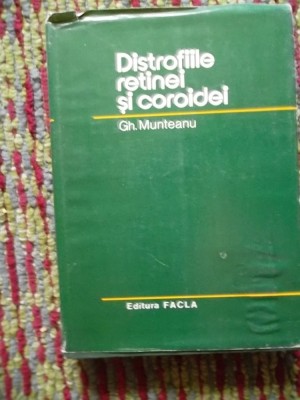 Distrofiile
retinei
și coroidei
Gh. Munteanu
Editura FACLA